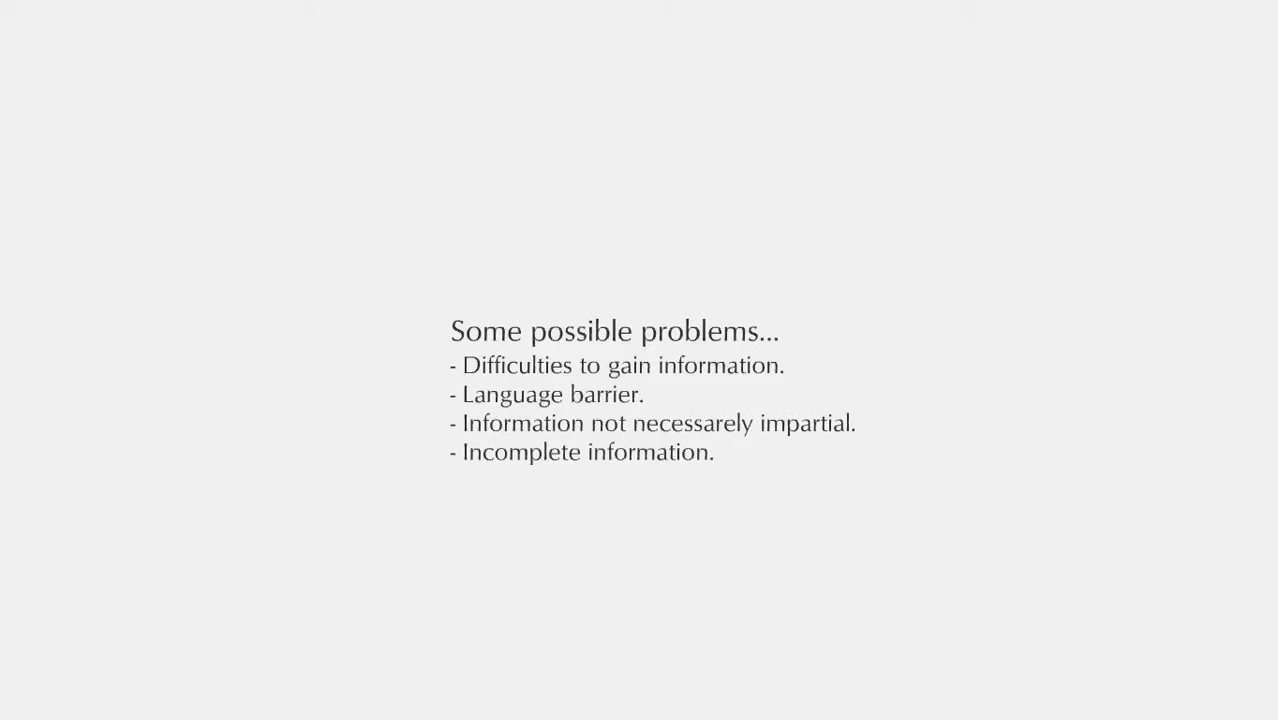 Some possible problems...
- Difficulties to gain information.
- Language barrier.
- Information not necessarely impartial.
- Incomplete information.